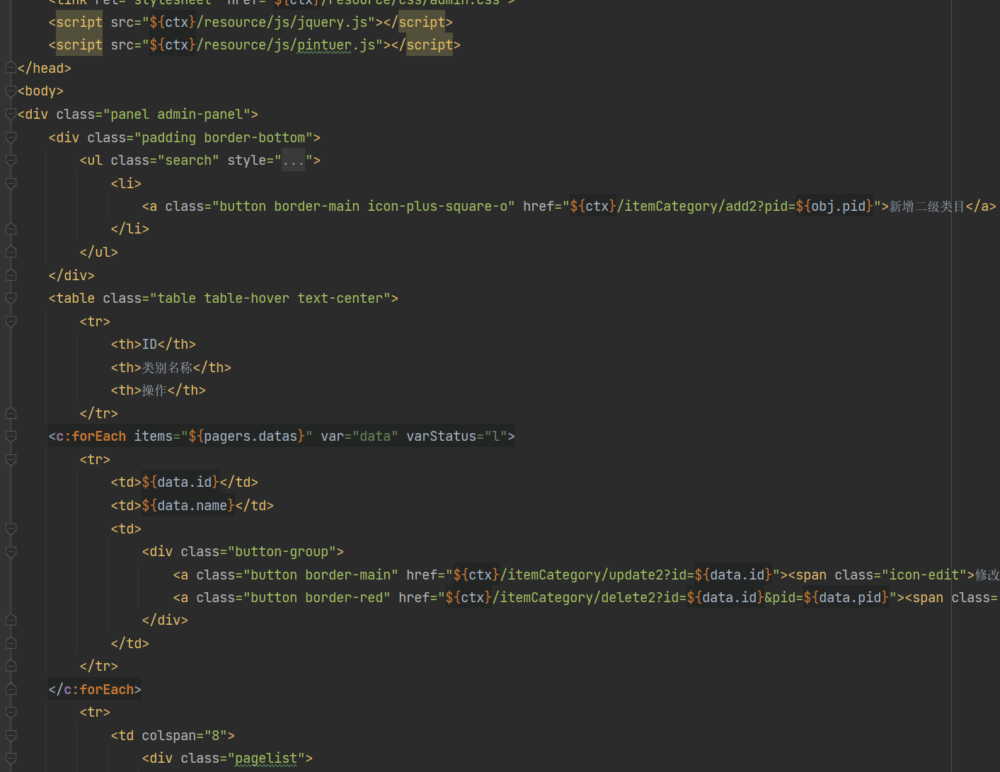 <link rel="stylesheet" href="${ctx}/resource/css/admin.css">
<script src="${ctx}/resource/js/jquery.js"></script>
<script src="${ctx}/resource/js/pintuer.js"></script>
</head>
<body>
<div class="panel admin-panel">
<div class="padding border-bottom">
<ul class="search" style="...">
<li>
<a class="button border-main icon-plus-square-o" href="${ctx}/itemCategory/add2?pid=${obj.pid}">新增二级类目</a>
</li>
</ul>
</div>
<table class="table table-hover text-center">
<tr>
<th>ID</th>
<th>类别名称</th>
<th>操作</th>
</tr>
<c:forEach items="${pagers.datas}" var="data" varStatus="l">
<tr>
<td>${data.id}</td>
<td>${data.name}</td>
<td>
<div class="button-group">
<a class="button border-main" href="${ctx}/itemCategory/update2?id=${data.id}"><span class="icon-edit">修改
<a class="button border-red" href="${ctx}/itemCategory/delete2?id=${data.id}&pid=${data.pid}"><span class=
</div>
</td>
</tr>
</c:forEach>
<tr>
<td colspan="8">
<div class="pagelist">